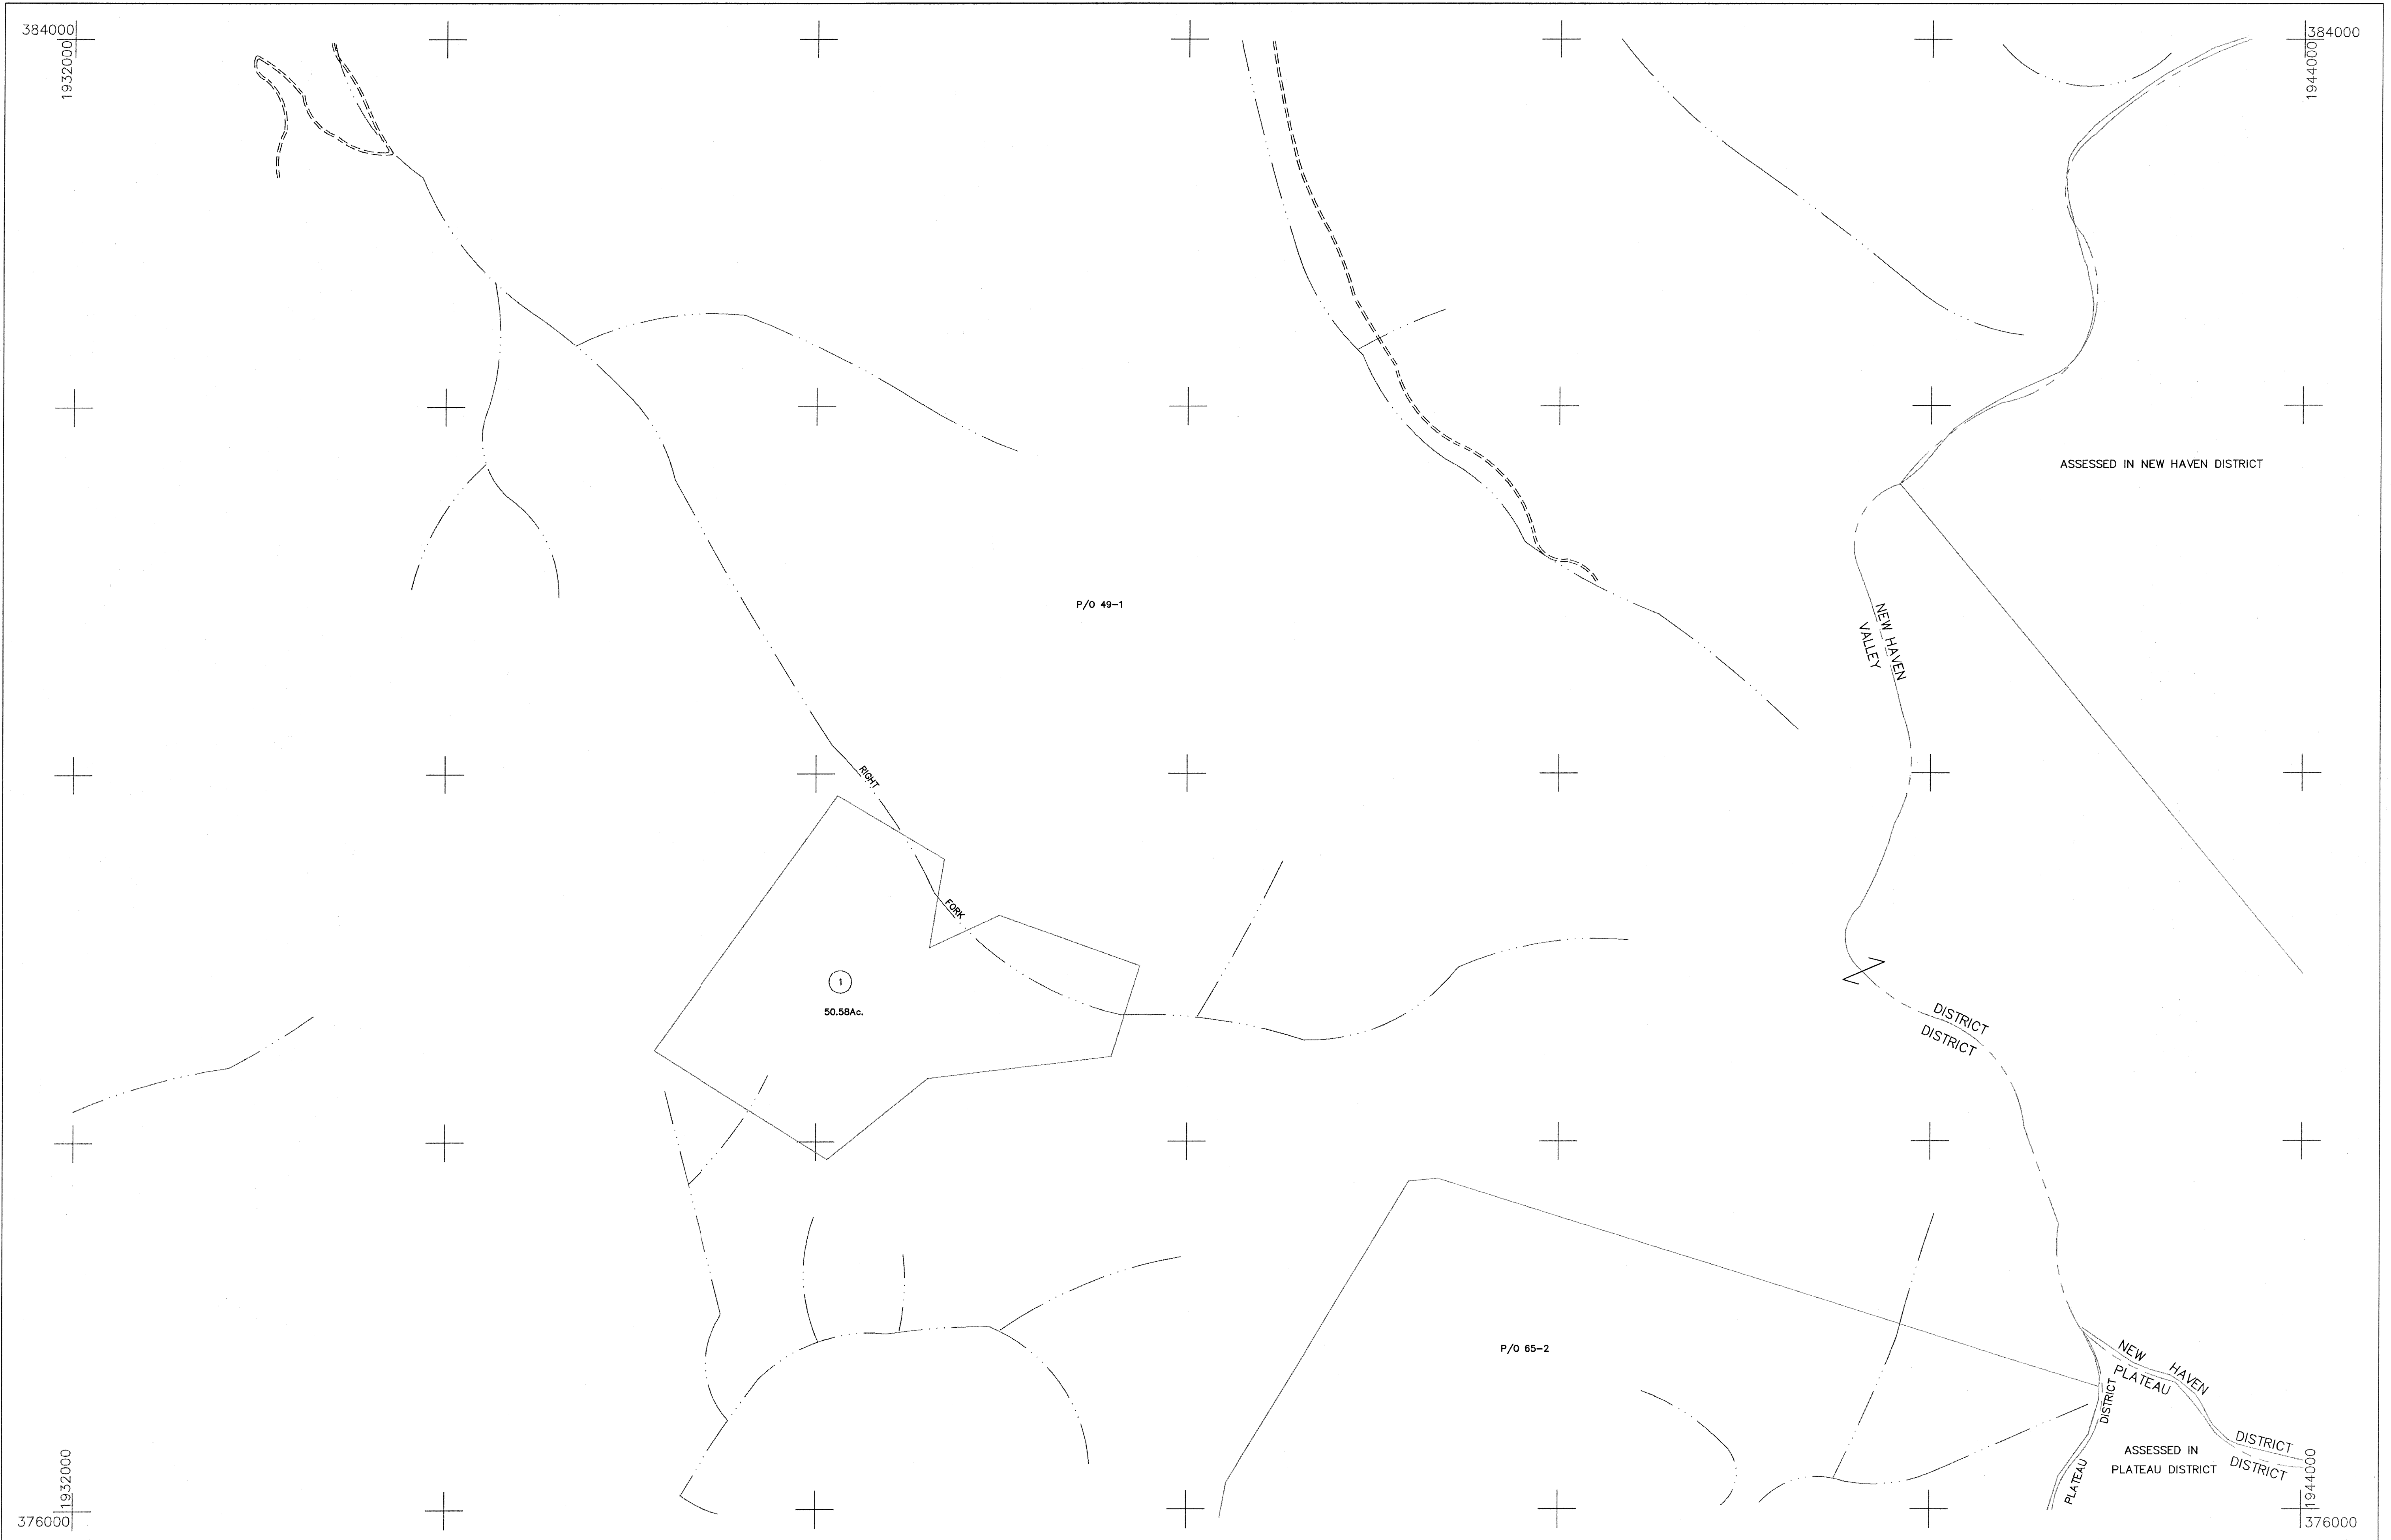 384000
1932000
1944000
384000
ASSESSED IN NEW HAVEN DISTRICT
P/O 49-1
NEW HAVEN
VALLEY
RIGHT
FORK
1
50.58Ac.
DISTRICT
DISTRICT
P/O 65-2
NEW HAVEN
PLATEAU
DISTRICT
PLATEAU
DISTRICT
DISTRICT
ASSESSED IN
PLATEAU DISTRICT
1932000
376000
1944000
376000